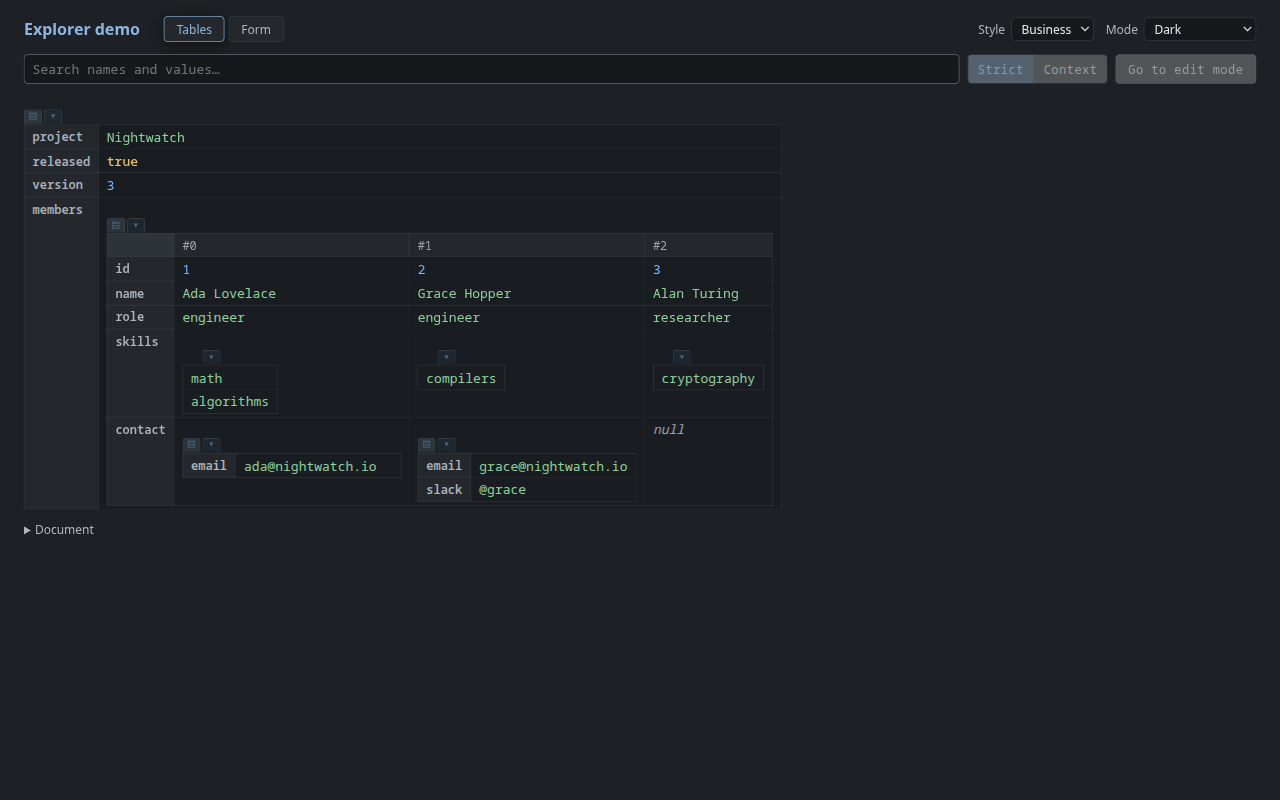 Explorer demo Tables Form Style Business Mode Dark
Search names and values… Strict Context Go to edit mode
project Nightwatch
released true
version 3
members
#0 #1 #2
id 1 2 3
name Ada Lovelace Grace Hopper Alan Turing
role engineer engineer researcher
skills
math compilers cryptography
algorithms
contact null
email ada@nightwatch.io email grace@nightwatch.io
slack @grace
Document